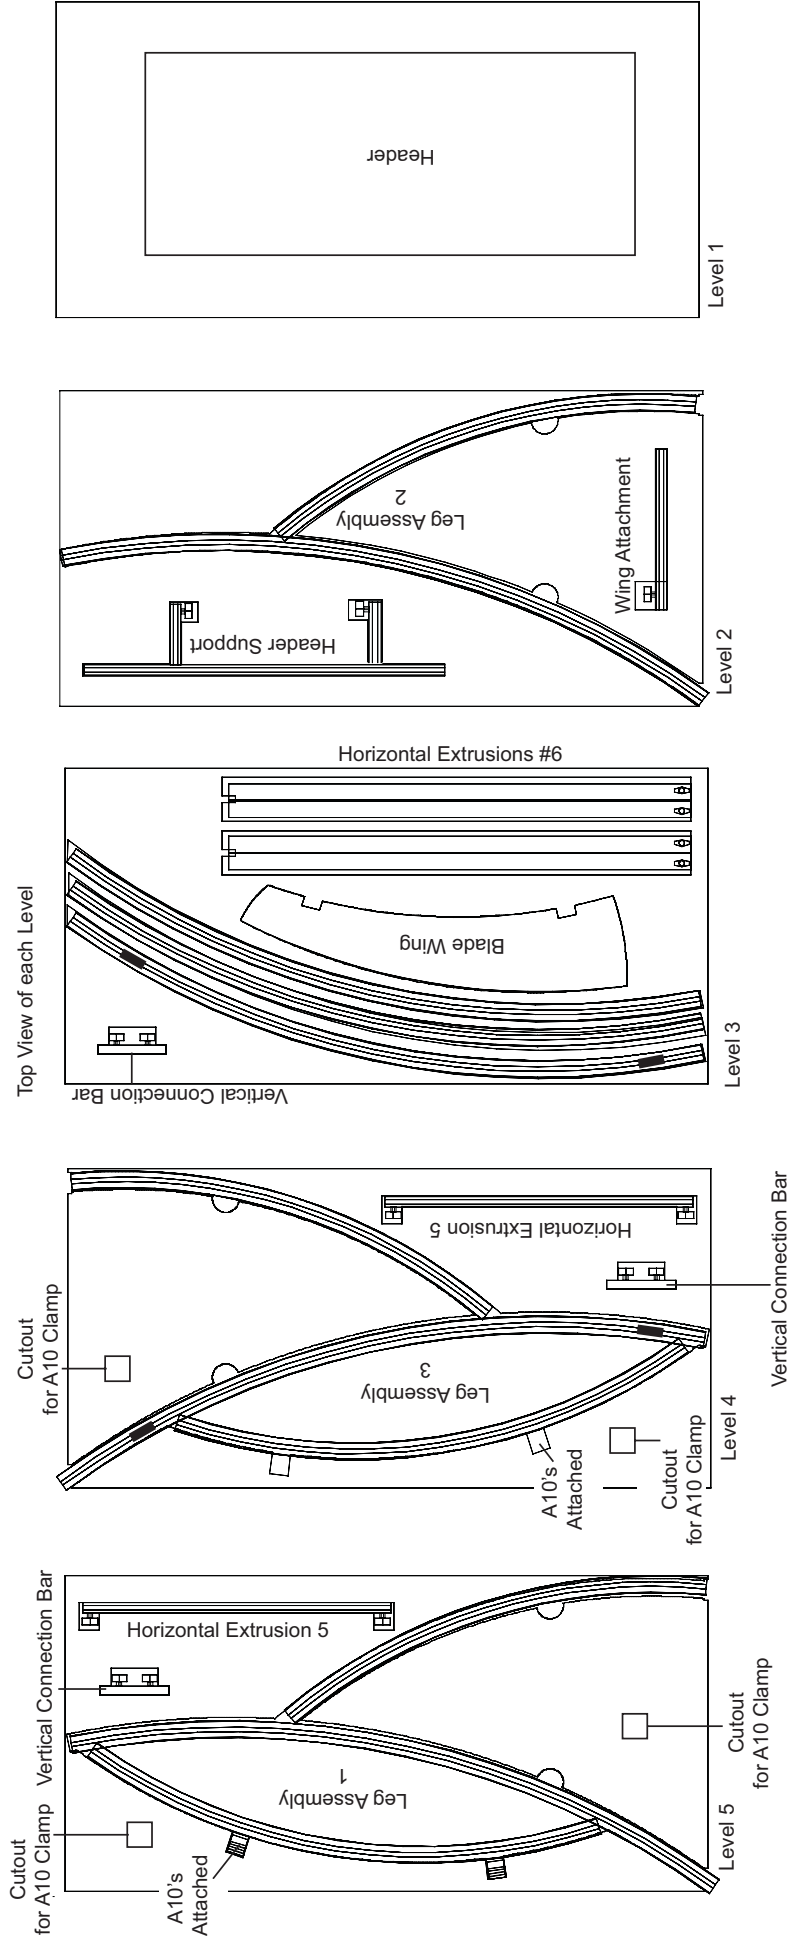 Header
Level 1
Leg Assembly
2
Wing Attachment
Header Support
Level 2
Top View of each Level
Horizontal Extrusions #6
Blade Wing
Vertical Connection Bar
Level 3
Cutout
for A10 Clamp
Horizontal Extrusion 5
Vertical Connection Bar
Leg Assembly
3
A10's
Attached
Cutout
for A10 Clamp
Level 4
Vertical Connection Bar
Horizontal Extrusion 5
Cutout
for A10 Clamp
Leg Assembly
1
A10's
Attached
Cutout
for A10 Clamp
Level 5